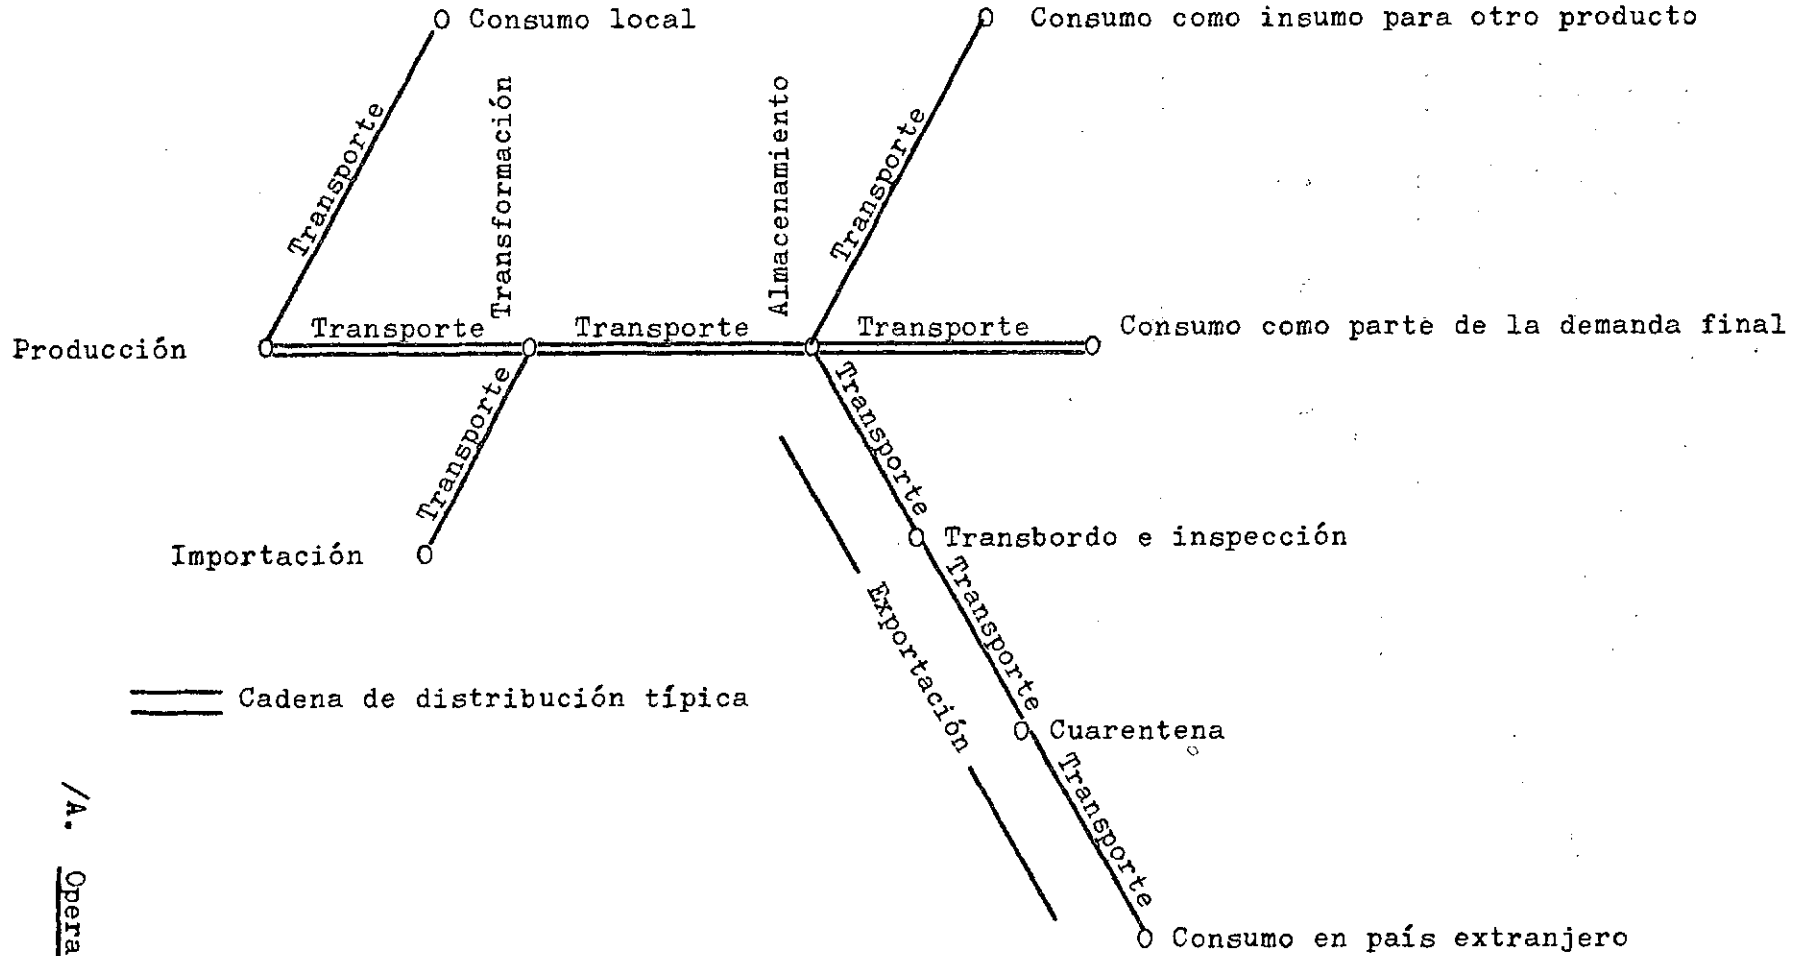 Consumo local
Consumo como insumo para otro producto
Transporte
Transformación
Almacenamiento
Transporte
Producción
Transporte
Transporte
Transporte
Consumo como parte de la demanda final
Transporte
Transporte
Importación
Transbordo e inspección
Transporte
Exportación
Cadena de distribución típica
Cuarentena
Transporte
Consumo en país extranjero
/A. Opera